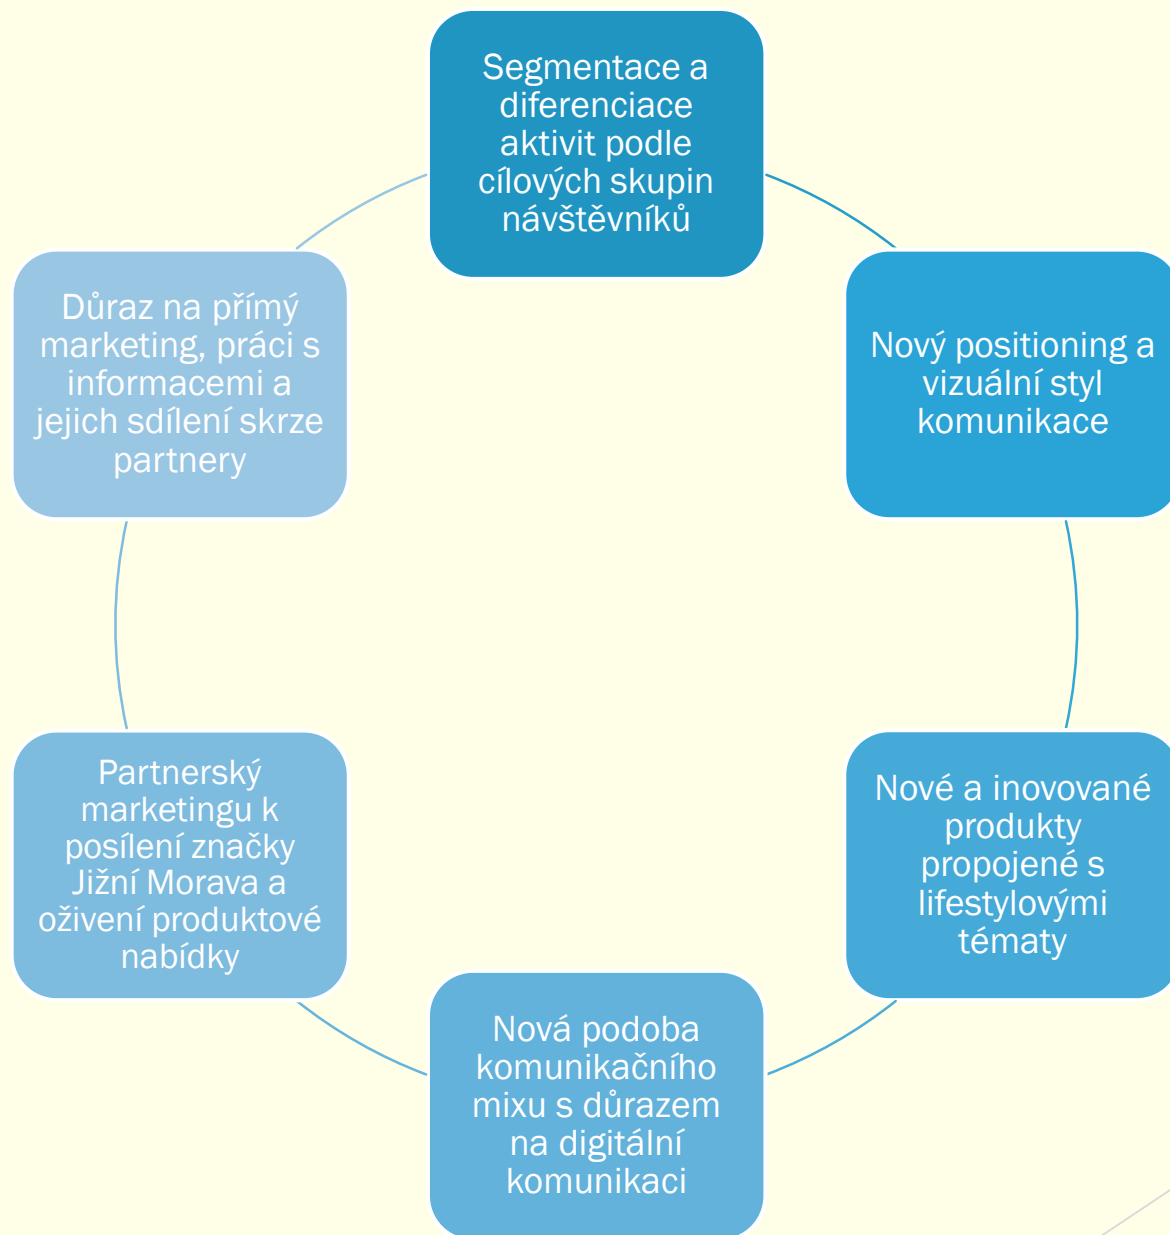 Segmentace a
diferenciace
aktivit podle
cílových skupin
návštěvníků
Nový positioning a
vizuální styl
komunikace
Nové a inovované
produkty
propojené s
lifestylovými
tématy
Nová podoba
komunikačního
mixu s důrazem
na digitální
komunikaci
Partnerský
marketingu k
posílení značky
Jižní Morava a
oživení produktové
nabídky
Důraz na přímý
marketing, práci s
informacemi a
jejich sdílení skrze
partnery